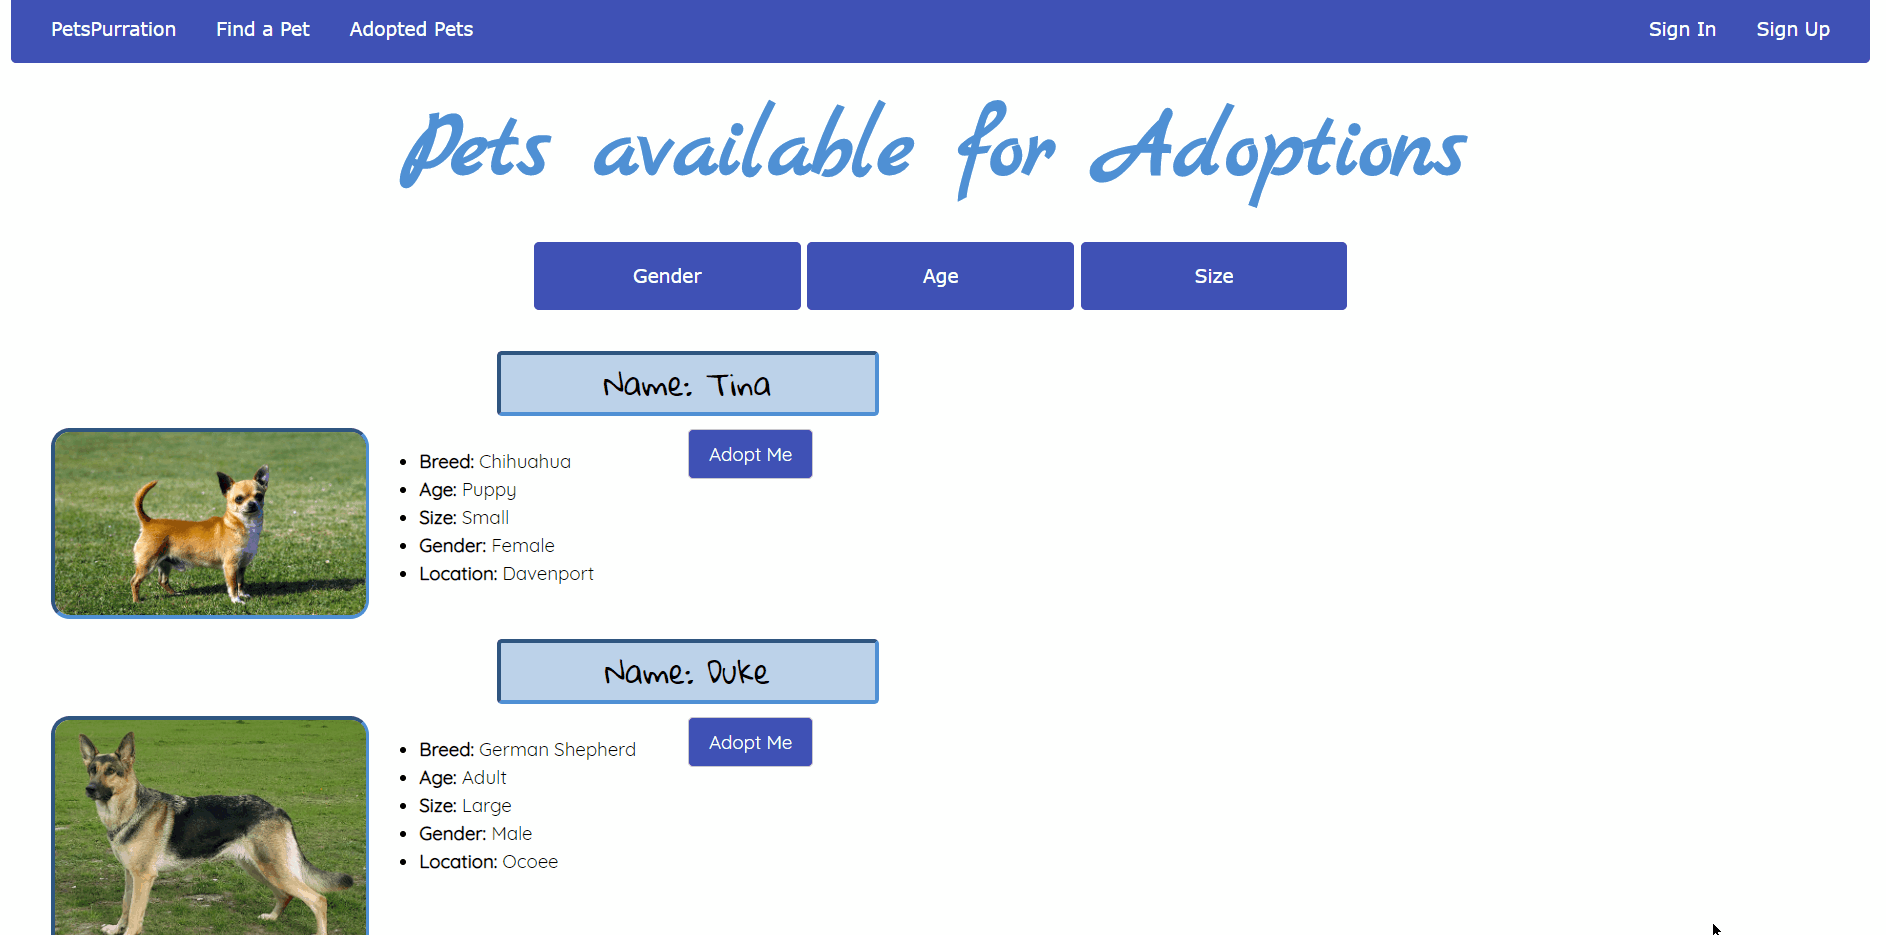 PetsPurration Find a Pet Adopted Pets Sign In Sign Up
Pets available for Adoptions
Gender Age Size
Name: Tina
Adopt Me
Breed: Chihuahua
Age: Puppy
Size: Small
Gender: Female
Location: Davenport
Name: Duke
Adopt Me
Breed: German Shepherd
Age: Adult
Size: Large
Gender: Male
Location: Ocoee